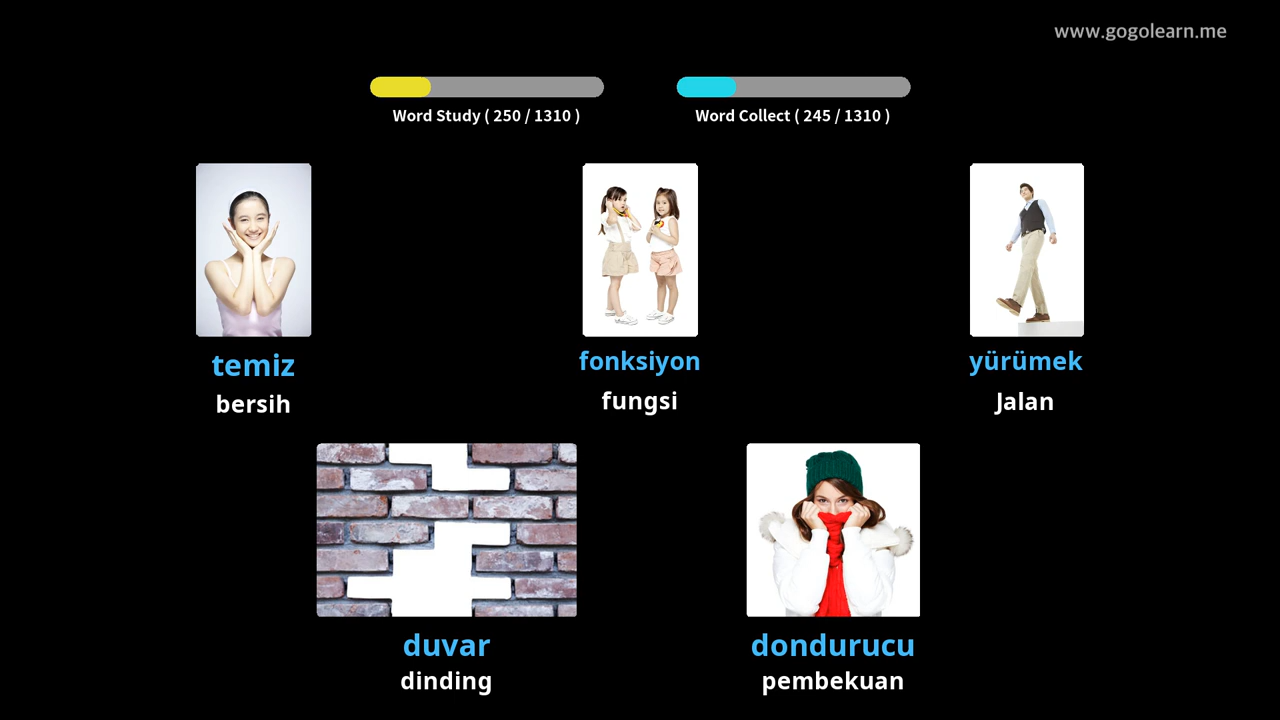 www.gogolearn.me
Word Study ( 250 / 1310 )
Word Collect ( 245 / 1310 )
temiz
bersih
fonksiyon
fungsi
yürümek
Jalan
duvar
dinding
dondurucu
pembekuan